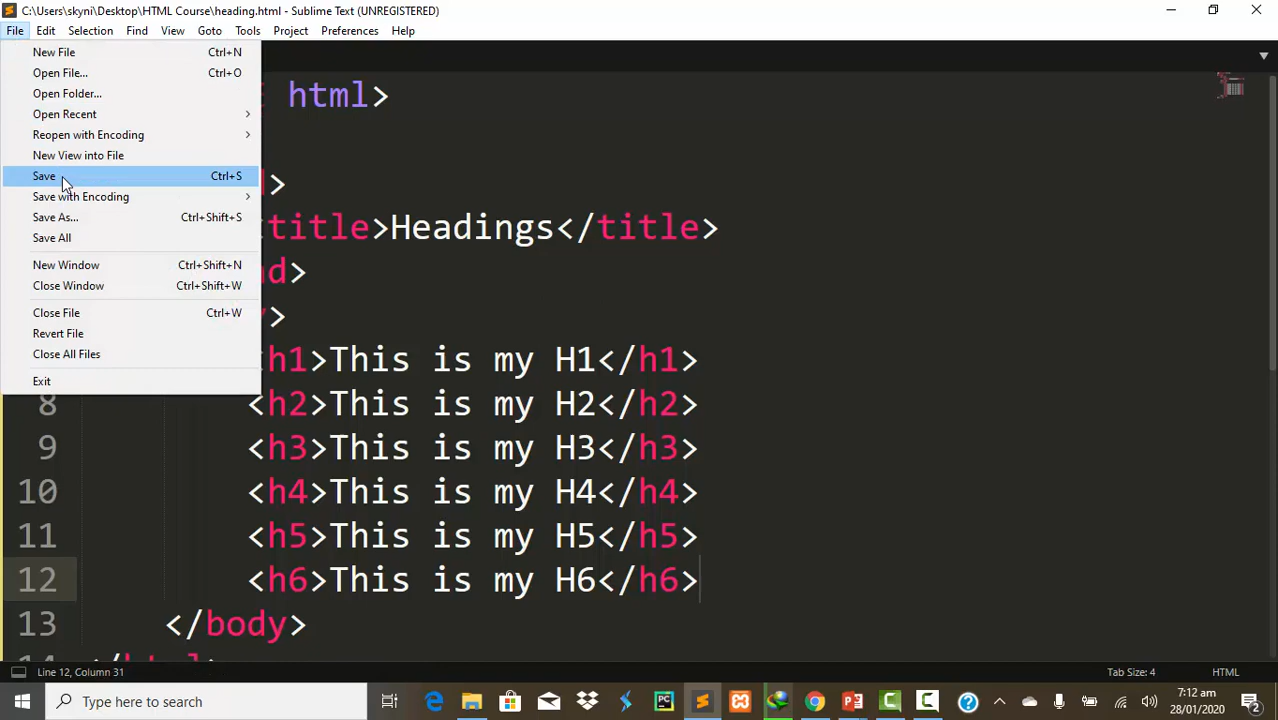 C:\Users\skyni\Desktop\HTML Course\heading.html - Sublime Text (UNREGISTERED)
File Edit Selection Find View Goto Tools Project Preferences Help
New File Ctrl+N
Open File... Ctrl+O
Open Folder...
Open Recent
Reopen with Encoding
New View into File
Save Ctrl+S
Save with Encoding
Save As... Ctrl+Shift+S
Save All
New Window Ctrl+Shift+N
Close Window Ctrl+Shift+W
Close File Ctrl+W
Revert File
Close All Files
Exit
html>
>
title>Headings</title>
d>
>
h1>This is my H1</h1>
8 <h2>This is my H2</h2>
9 <h3>This is my H3</h3>
10 <h4>This is my H4</h4>
11 <h5>This is my H5</h5>
12 <h6>This is my H6</h6>
13 </body>
Line 12, Column 31 Tab Size: 4 HTML
Type here to search
7:12 am
28/01/2020